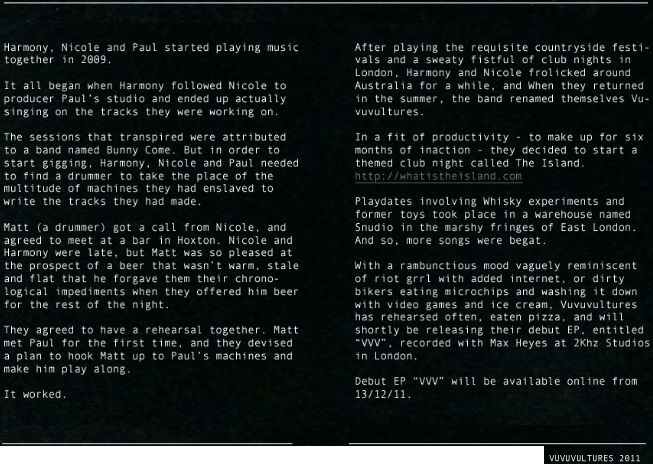 Harmony, Nicole and Paul started playing music
together in 2009.
It all began when Harmony followed Nicole to
producer Paul's studio and ended up actually
singing on the tracks they were working on.
The sessions that transpired were attributed
to a band named Bunny Come. But in order to
start gigging, Harmony, Nicole and Paul needed
to find a drummer to take the place of the
multitude of machines they had enslaved to
write the tracks they had made.
Matt (a drummer) got a call from Nicole, and
agreed to meet at a bar in Hoxton. Nicole and
Harmony were late, but Matt was so pleased at
the prospect of a beer that wasn't warm, stale
and flat that he forgave them their chrono-
logical impediments when they offered him beer
for the rest of the night.
They agreed to have a rehearsal together. Matt
met Paul for the first time, and they devised
a plan to hook Matt up to Paul's machines and
make him play along.
It worked.
After playing the requisite countryside festi-
vals and a sweaty fistful of club nights in
London, Harmony and Nicole frolicked around
Australia for a while, and When they returned
in the summer, the band renamed themselves Vu-
vuvultures.
In a fit of productivity - to make up for six
months of inaction - they decided to start a
themed club night called The Island.
http://whatistheisland.com
Playdates involving Whisky experiments and
former toys took place in a warehouse named
Snudio in the marshy fringes of East London.
And so, more songs were begat.
With a rambunctious mood vaguely reminiscent
of riot grrl with added internet, or dirty
bikers eating microchips and washing it down
with video games and ice cream, Vuvuvultures
has rehearsed often, eaten pizza, and will
shortly be releasing their debut EP, entitled
“VVV”, recorded with Max Heyes at 2Khz Studios
in London.
Debut EP “VVV” will be available online from
13/12/11.
VUVUVULTURES 2011